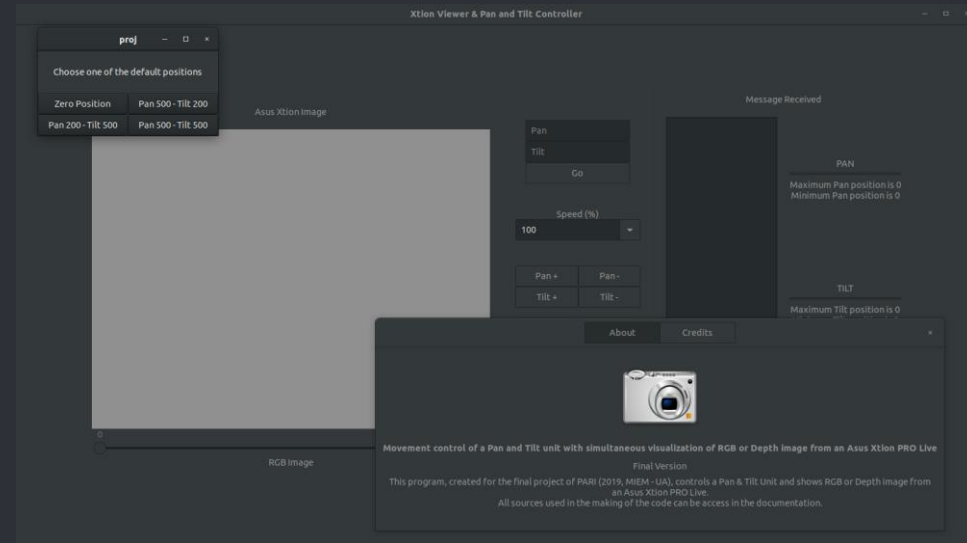 Xtion Viewer & Pan and Tilt Controller
proj
Choose one of the default positions
Zero Position
Pan 500 - Tilt 200
Pan 200 - Tilt 500
Pan 500 - Tilt 500
Asus Xtion Image
Pan
Tilt
Go
Speed (%)
100
Pan +
Pan -
Tilt +
Tilt -
Message Received
PAN
Maximum Pan position is 0
Minimum Pan position is 0
TILT
Maximum Tilt position is 0
0
RGB Image
About
Credits
Movement control of a Pan and Tilt unit with simultaneous visualization of RGB or Depth image from an Asus Xtion PRO Live
Final Version
This program, created for the final project of PARI (2019, MIEM - UA), controls a Pan & Tilt Unit and shows RGB or Depth image from
an Asus Xtion PRO Live.
All sources used in the making of the code can be access in the documentation.